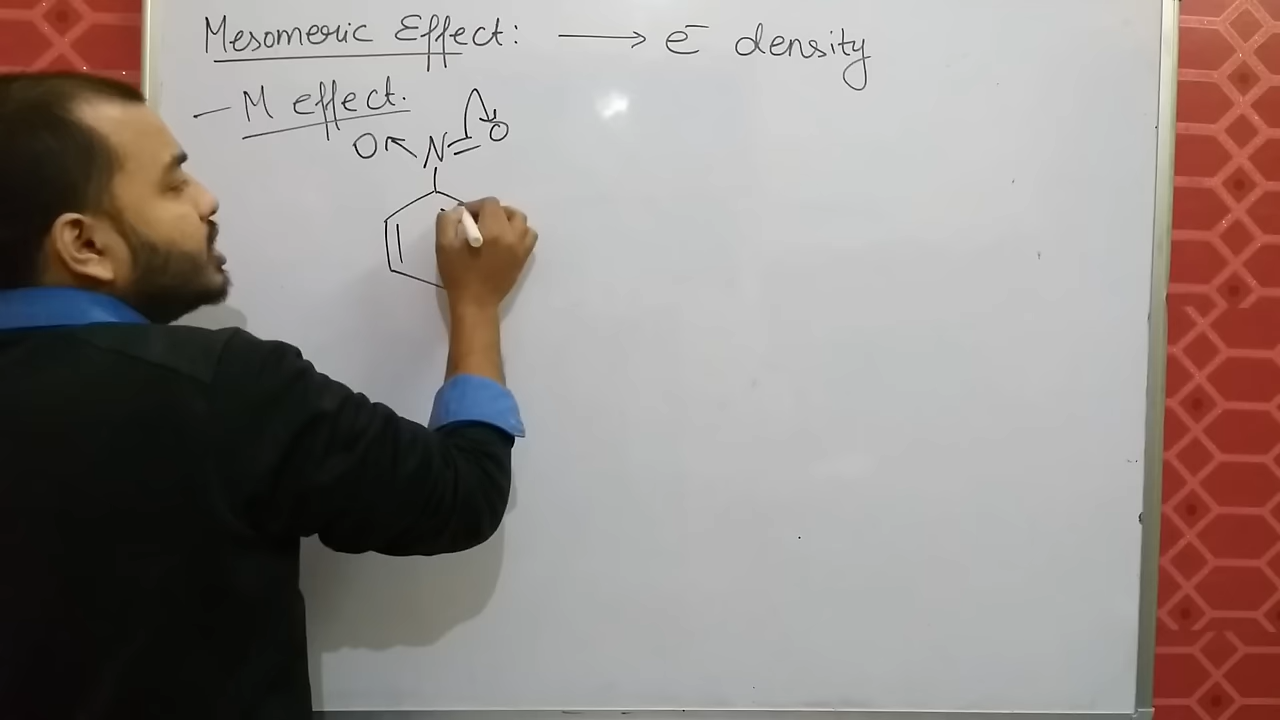 Mesomeric Effect: → e⁻ density
– M effect.
O ← N = O